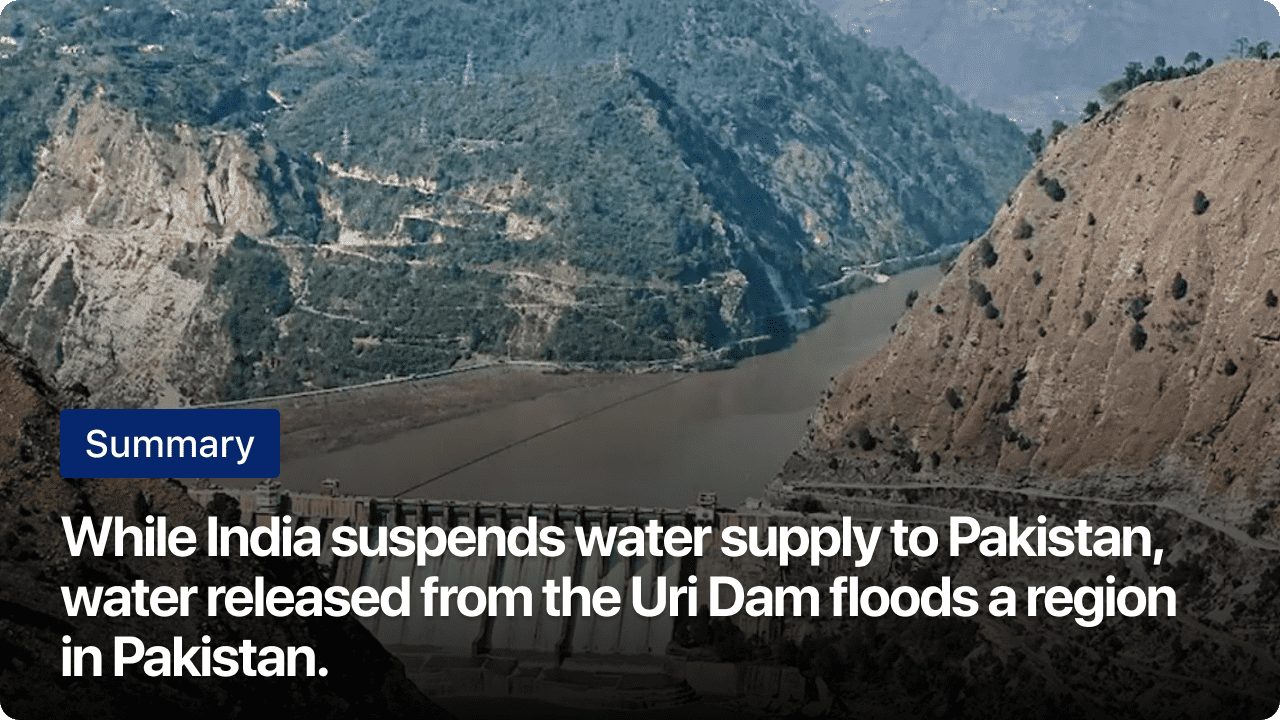 Summary
While India suspends water supply to Pakistan,
water released from the Uri Dam floods a region
in Pakistan.